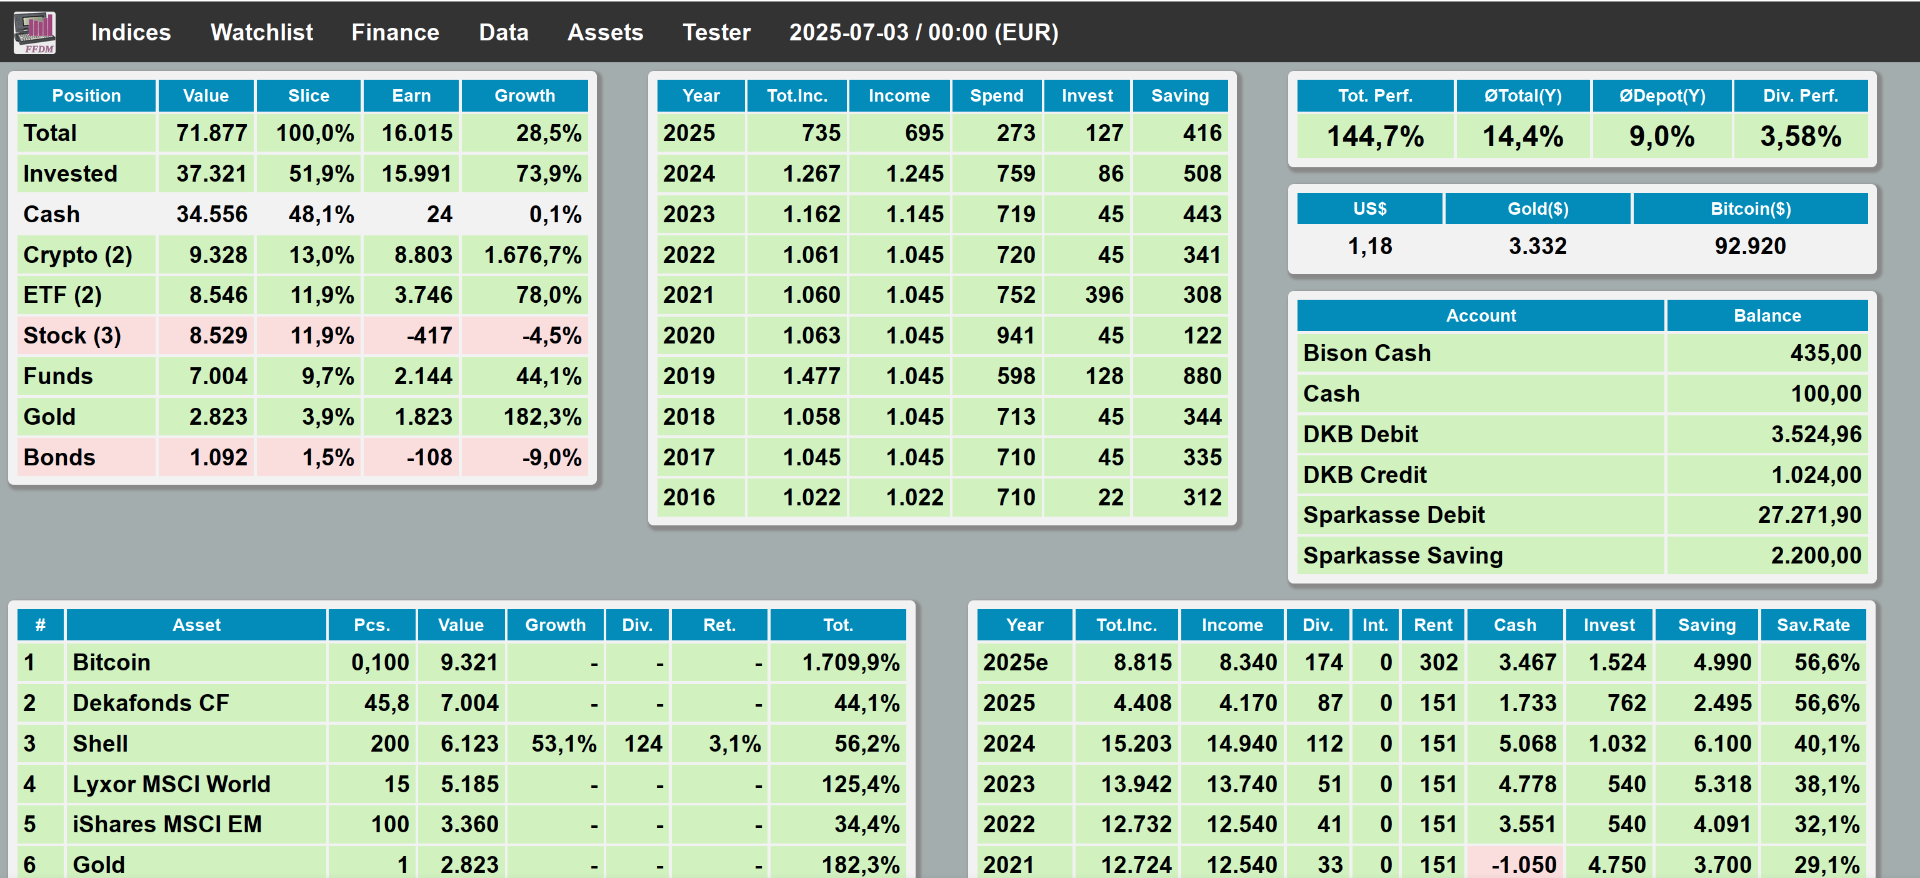 FFDM Indices Watchlist Finance Data Assets Tester 2025-07-03 / 00:00 (EUR)
Position Value Slice Earn Growth
Total 71.877 100,0% 16.015 28,5%
Invested 37.321 51,9% 15.991 73,9%
Cash 34.556 48,1% 24 0,1%
Crypto (2) 9.328 13,0% 8.803 1.676,7%
ETF (2) 8.546 11,9% 3.746 78,0%
Stock (3) 8.529 11,9% -417 -4,5%
Funds 7.004 9,7% 2.144 44,1%
Gold 2.823 3,9% 1.823 182,3%
Bonds 1.092 1,5% -108 -9,0%
Year Tot.Inc. Income Spend Invest Saving
2025 735 695 273 127 416
2024 1.267 1.245 759 86 508
2023 1.162 1.145 719 45 443
2022 1.061 1.045 720 45 341
2021 1.060 1.045 752 396 308
2020 1.063 1.045 941 45 122
2019 1.477 1.045 598 128 880
2018 1.058 1.045 713 45 344
2017 1.045 1.045 710 45 335
2016 1.022 1.022 710 22 312
Tot. Perf. ØTotal(Y) ØDepot(Y) Div. Perf.
144,7% 14,4% 9,0% 3,58%
US$ Gold($) Bitcoin($)
1,18 3.332 92.920
Account Balance
Bison Cash 435,00
Cash 100,00
DKB Debit 3.524,96
DKB Credit 1.024,00
Sparkasse Debit 27.271,90
Sparkasse Saving 2.200,00
# Asset Pcs. Value Growth Div. Ret. Tot.
1 Bitcoin 0,100 9.321 - - - 1.709,9%
2 Dekafonds CF 45,8 7.004 - - - 44,1%
3 Shell 200 6.123 53,1% 124 3,1% 56,2%
4 Lyxor MSCI World 15 5.185 - - - 125,4%
5 iShares MSCI EM 100 3.360 - - - 34,4%
6 Gold 1 2.823 - - - 182,3%
Year Tot.Inc. Income Div. Int. Rent Cash Invest Saving Sav.Rate
2025e 8.815 8.340 174 0 302 3.467 1.524 4.990 56,6%
2025 4.408 4.170 87 0 151 1.733 762 2.495 56,6%
2024 15.203 14.940 112 0 151 5.068 1.032 6.100 40,1%
2023 13.942 13.740 51 0 151 4.778 540 5.318 38,1%
2022 12.732 12.540 41 0 151 3.551 540 4.091 32,1%
2021 12.724 12.540 33 0 151 -1.050 4.750 3.700 29,1%